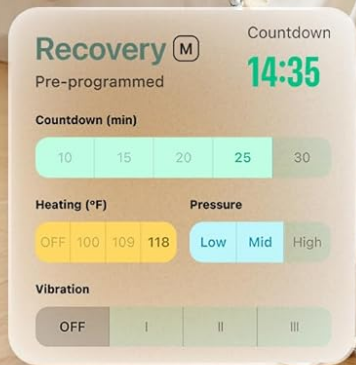 Recovery M
Countdown
14:35
Pre-programmed
Countdown (min)
10 15 20 25 30
Heating (°F)
OFF 100 109 118
Pressure
Low Mid High
Vibration
OFF I II III